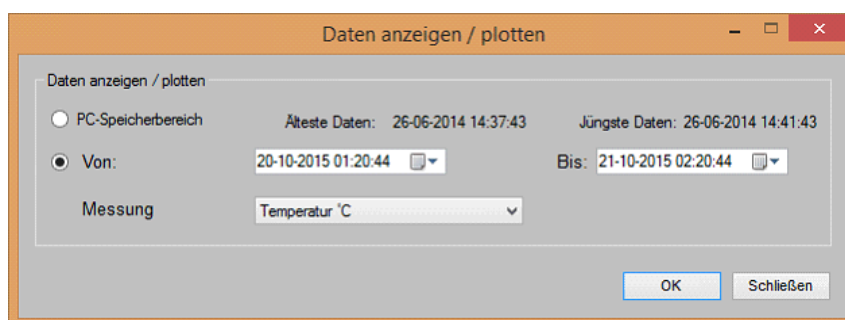 Daten anzeigen / plotten
Daten anzeigen / plotten
PC-Speicherbereich Älteste Daten: 26-06-2014 14:37:43 Jüngste Daten: 26-06-2014 14:41:43
Von: 20-10-2015 01:20:44 Bis: 21-10-2015 02:20:44
Messung Temperatur °C
OK Schließen